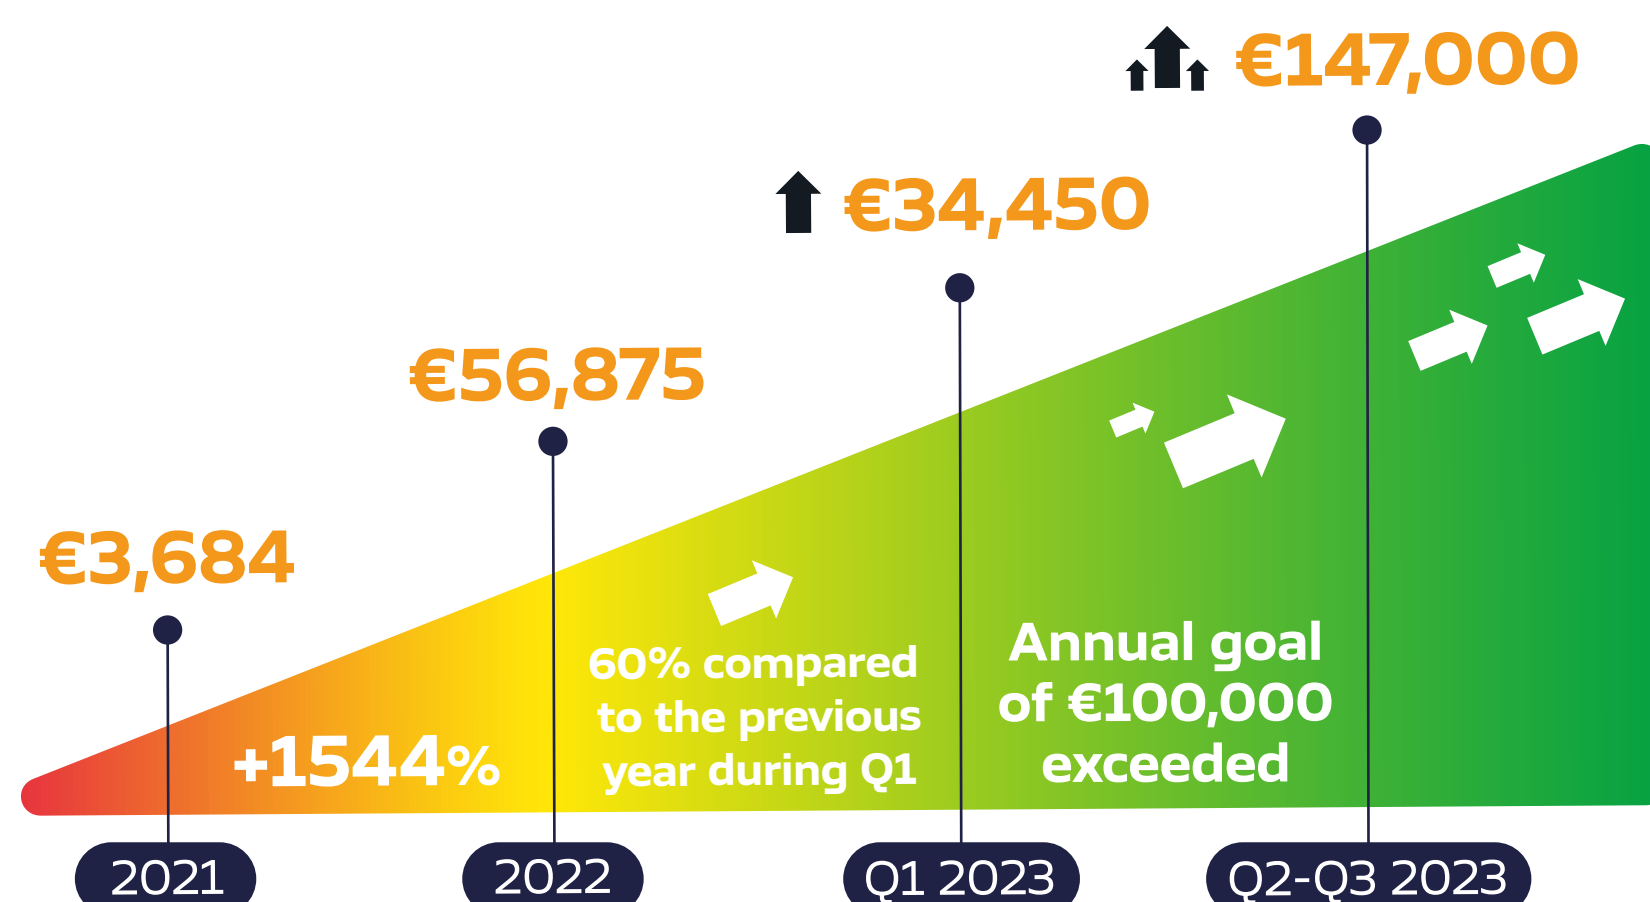 €147,000
€34,450
€56,875
€3,684
Annual goal
of €100,000
exceeded
60% compared
to the previous
year during Q1
+1544%
2021
2022
Q1 2023
Q2-Q3 2023